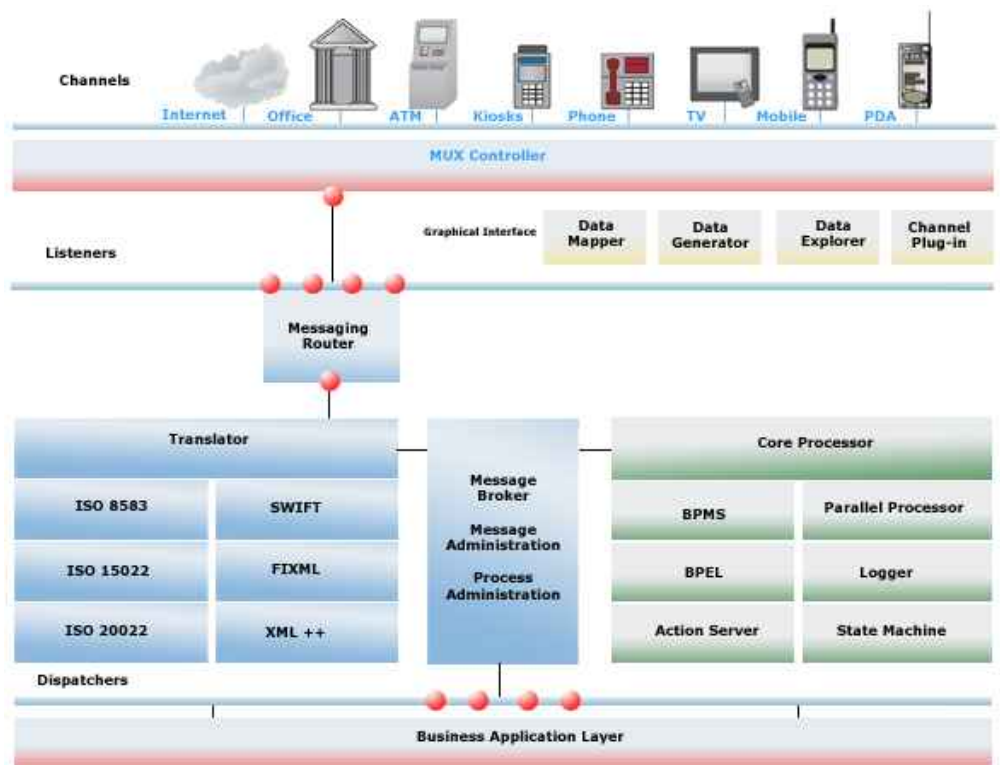 Channels
Internet
Office
ATM
Kiosks
Phone
TV
Mobile
PDA
MUX Controller
Listeners
Graphical Interface
Data
Mapper
Data
Generator
Data
Explorer
Channel
Plug-in
Messaging
Router
Translator
ISO 8583
SWIFT
ISO 15022
FIXML
ISO 20022
XML ++
Message
Broker
Message
Administration
Process
Administration
Core Processor
BPMS
Parallel Processor
BPEL
Logger
Action Server
State Machine
Dispatchers
Business Application Layer